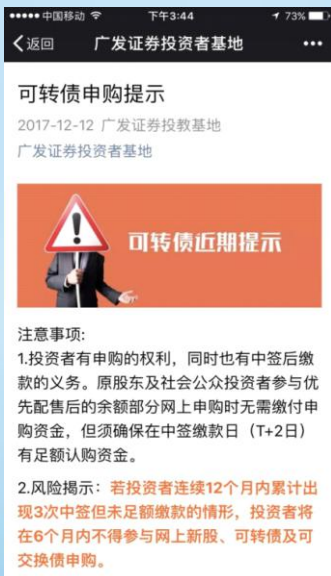 中国移动 下午3:44 73%
返回 广发证券投资者基地
可转债申购提示
2017-12-12 广发证券投教基地
广发证券投资者基地
可转债近期提示
注意事项:
1.投资者有申购的权利，同时也有中签后缴
款的义务。原股东及社会公众投资者参与优
先配售后的余额部分网上申购时无需缴付申
购资金，但须确保在中签缴款日（T+2日）
有足额认购资金。
2.风险揭示：若投资者连续12个月内累计出
现3次中签但未足额缴款的情形，投资者将
在6个月内不得参与网上新股、可转债及可
交换债申购。